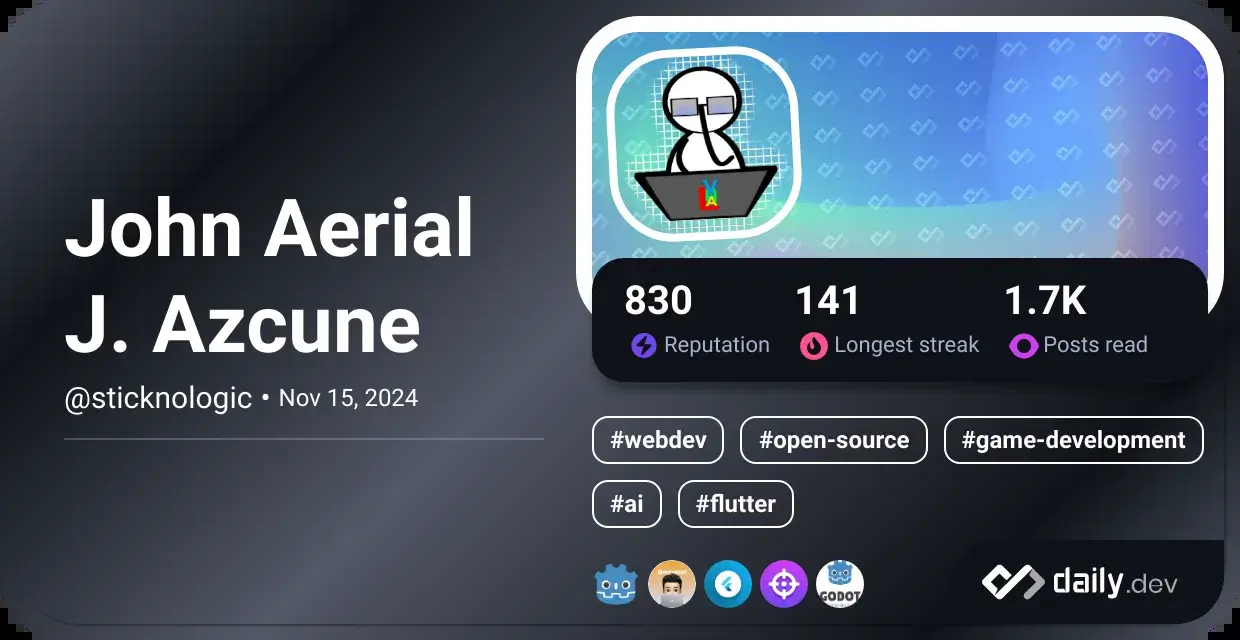 John Aerial
J. Azcune
@sticknologic • Nov 15, 2024
830 141 1.7K
Reputation Longest streak Posts read
#webdev #open-source #game-development
#ai #flutter
GODOT
daily.dev